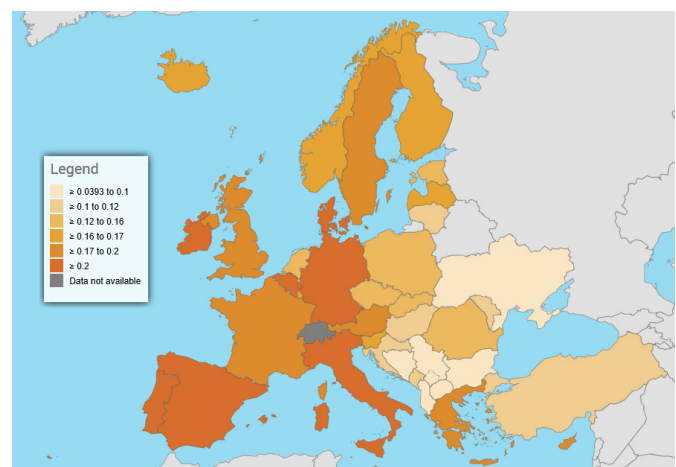 Legend
≥ 0.0393 to 0.1
≥ 0.1 to 0.12
≥ 0.12 to 0.16
≥ 0.16 to 0.17
≥ 0.17 to 0.2
≥ 0.2
Data not available